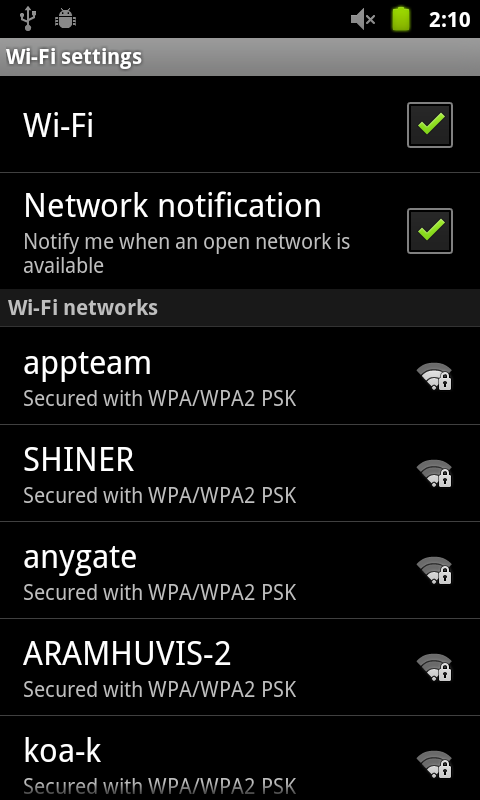 2:10
Wi-Fi settings
Wi-Fi
Network notification
Notify me when an open network is
available
Wi-Fi networks
appteam
Secured with WPA/WPA2 PSK
SHINER
Secured with WPA/WPA2 PSK
anygate
Secured with WPA/WPA2 PSK
ARAMHUVIS-2
Secured with WPA/WPA2 PSK
koa-k
Secured with WPA/WPA2 PSK